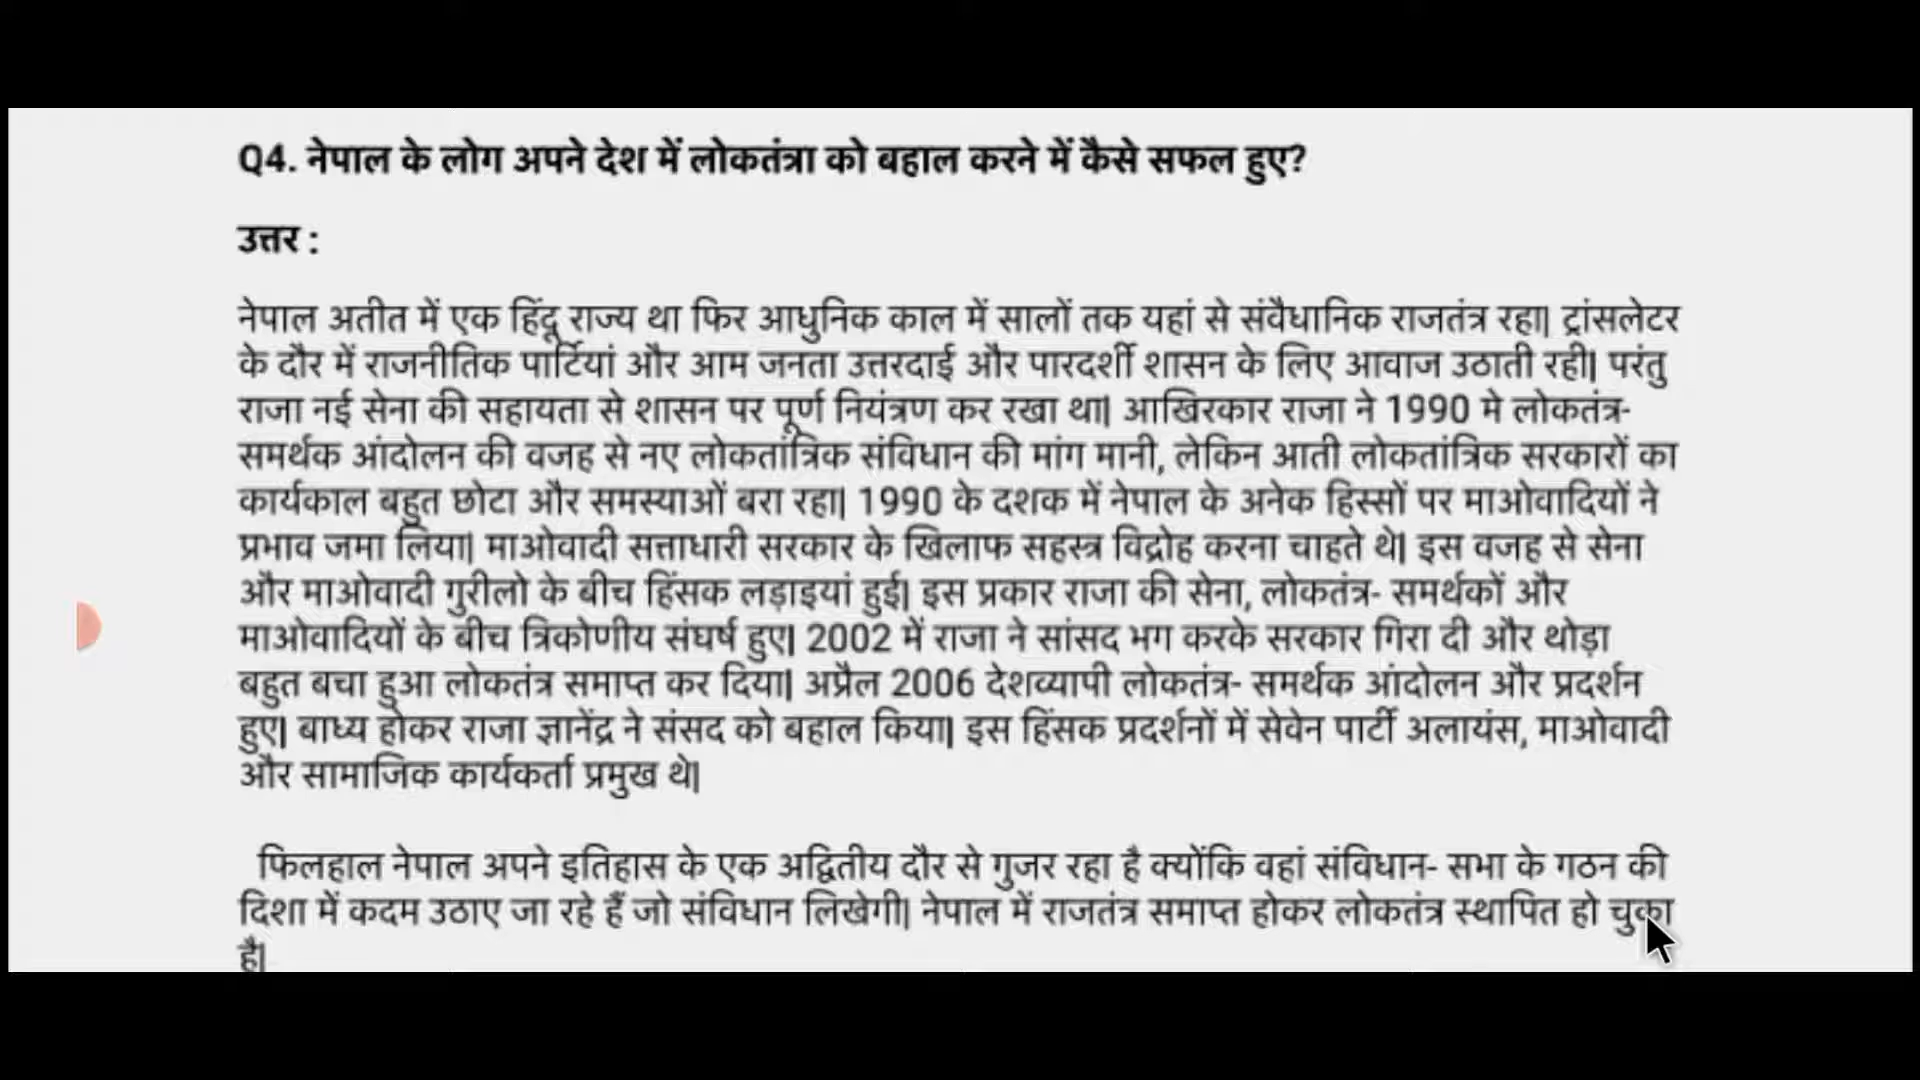 Q4. नेपाल के लोग अपने देश में लोकतंत्रा को बहाल करने में कैसे सफल हुए?
उत्तर :
नेपाल अतीत में एक हिंदू राज्य था फिर आधुनिक काल में सालों तक यहां से संवैधानिक राजतंत्र रहा| ट्रांसलेटर
के दौर में राजनीतिक पार्टियां और आम जनता उत्तरदाई और पारदर्शी शासन के लिए आवाज उठाती रही| परंतु
राजा नई सेना की सहायता से शासन पर पूर्ण नियंत्रण कर रखा था| आखिरकार राजा ने 1990 मे लोकतंत्र-
समर्थक आंदोलन की वजह से नए लोकतांत्रिक संविधान की मांग मानी, लेकिन आती लोकतांत्रिक सरकारों का
कार्यकाल बहुत छोटा और समस्याओं बरा रहा| 1990 के दशक में नेपाल के अनेक हिस्सों पर माओवादियों ने
प्रभाव जमा लिया| माओवादी सत्ताधारी सरकार के खिलाफ सहस्त्र विद्रोह करना चाहते थे| इस वजह से सेना
और माओवादी गुरीलो के बीच हिंसक लड़ाइयां हुई| इस प्रकार राजा की सेना, लोकतंत्र- समर्थकों और
माओवादियों के बीच त्रिकोणीय संघर्ष हुए| 2002 में राजा ने सांसद भग करके सरकार गिरा दी और थोड़ा
बहुत बचा हुआ लोकतंत्र समाप्त कर दिया| अप्रैल 2006 देशव्यापी लोकतंत्र- समर्थक आंदोलन और प्रदर्शन
हुए| बाध्य होकर राजा ज्ञानेंद्र ने संसद को बहाल किया| इस हिंसक प्रदर्शनों में सेवेन पार्टी अलायंस, माओवादी
और सामाजिक कार्यकर्ता प्रमुख थे|
फिलहाल नेपाल अपने इतिहास के एक अद्वितीय दौर से गुजर रहा है क्योंकि वहां संविधान- सभा के गठन की
दिशा में कदम उठाए जा रहे हैं जो संविधान लिखेगी| नेपाल में राजतंत्र समाप्त होकर लोकतंत्र स्थापित हो चुका
है|